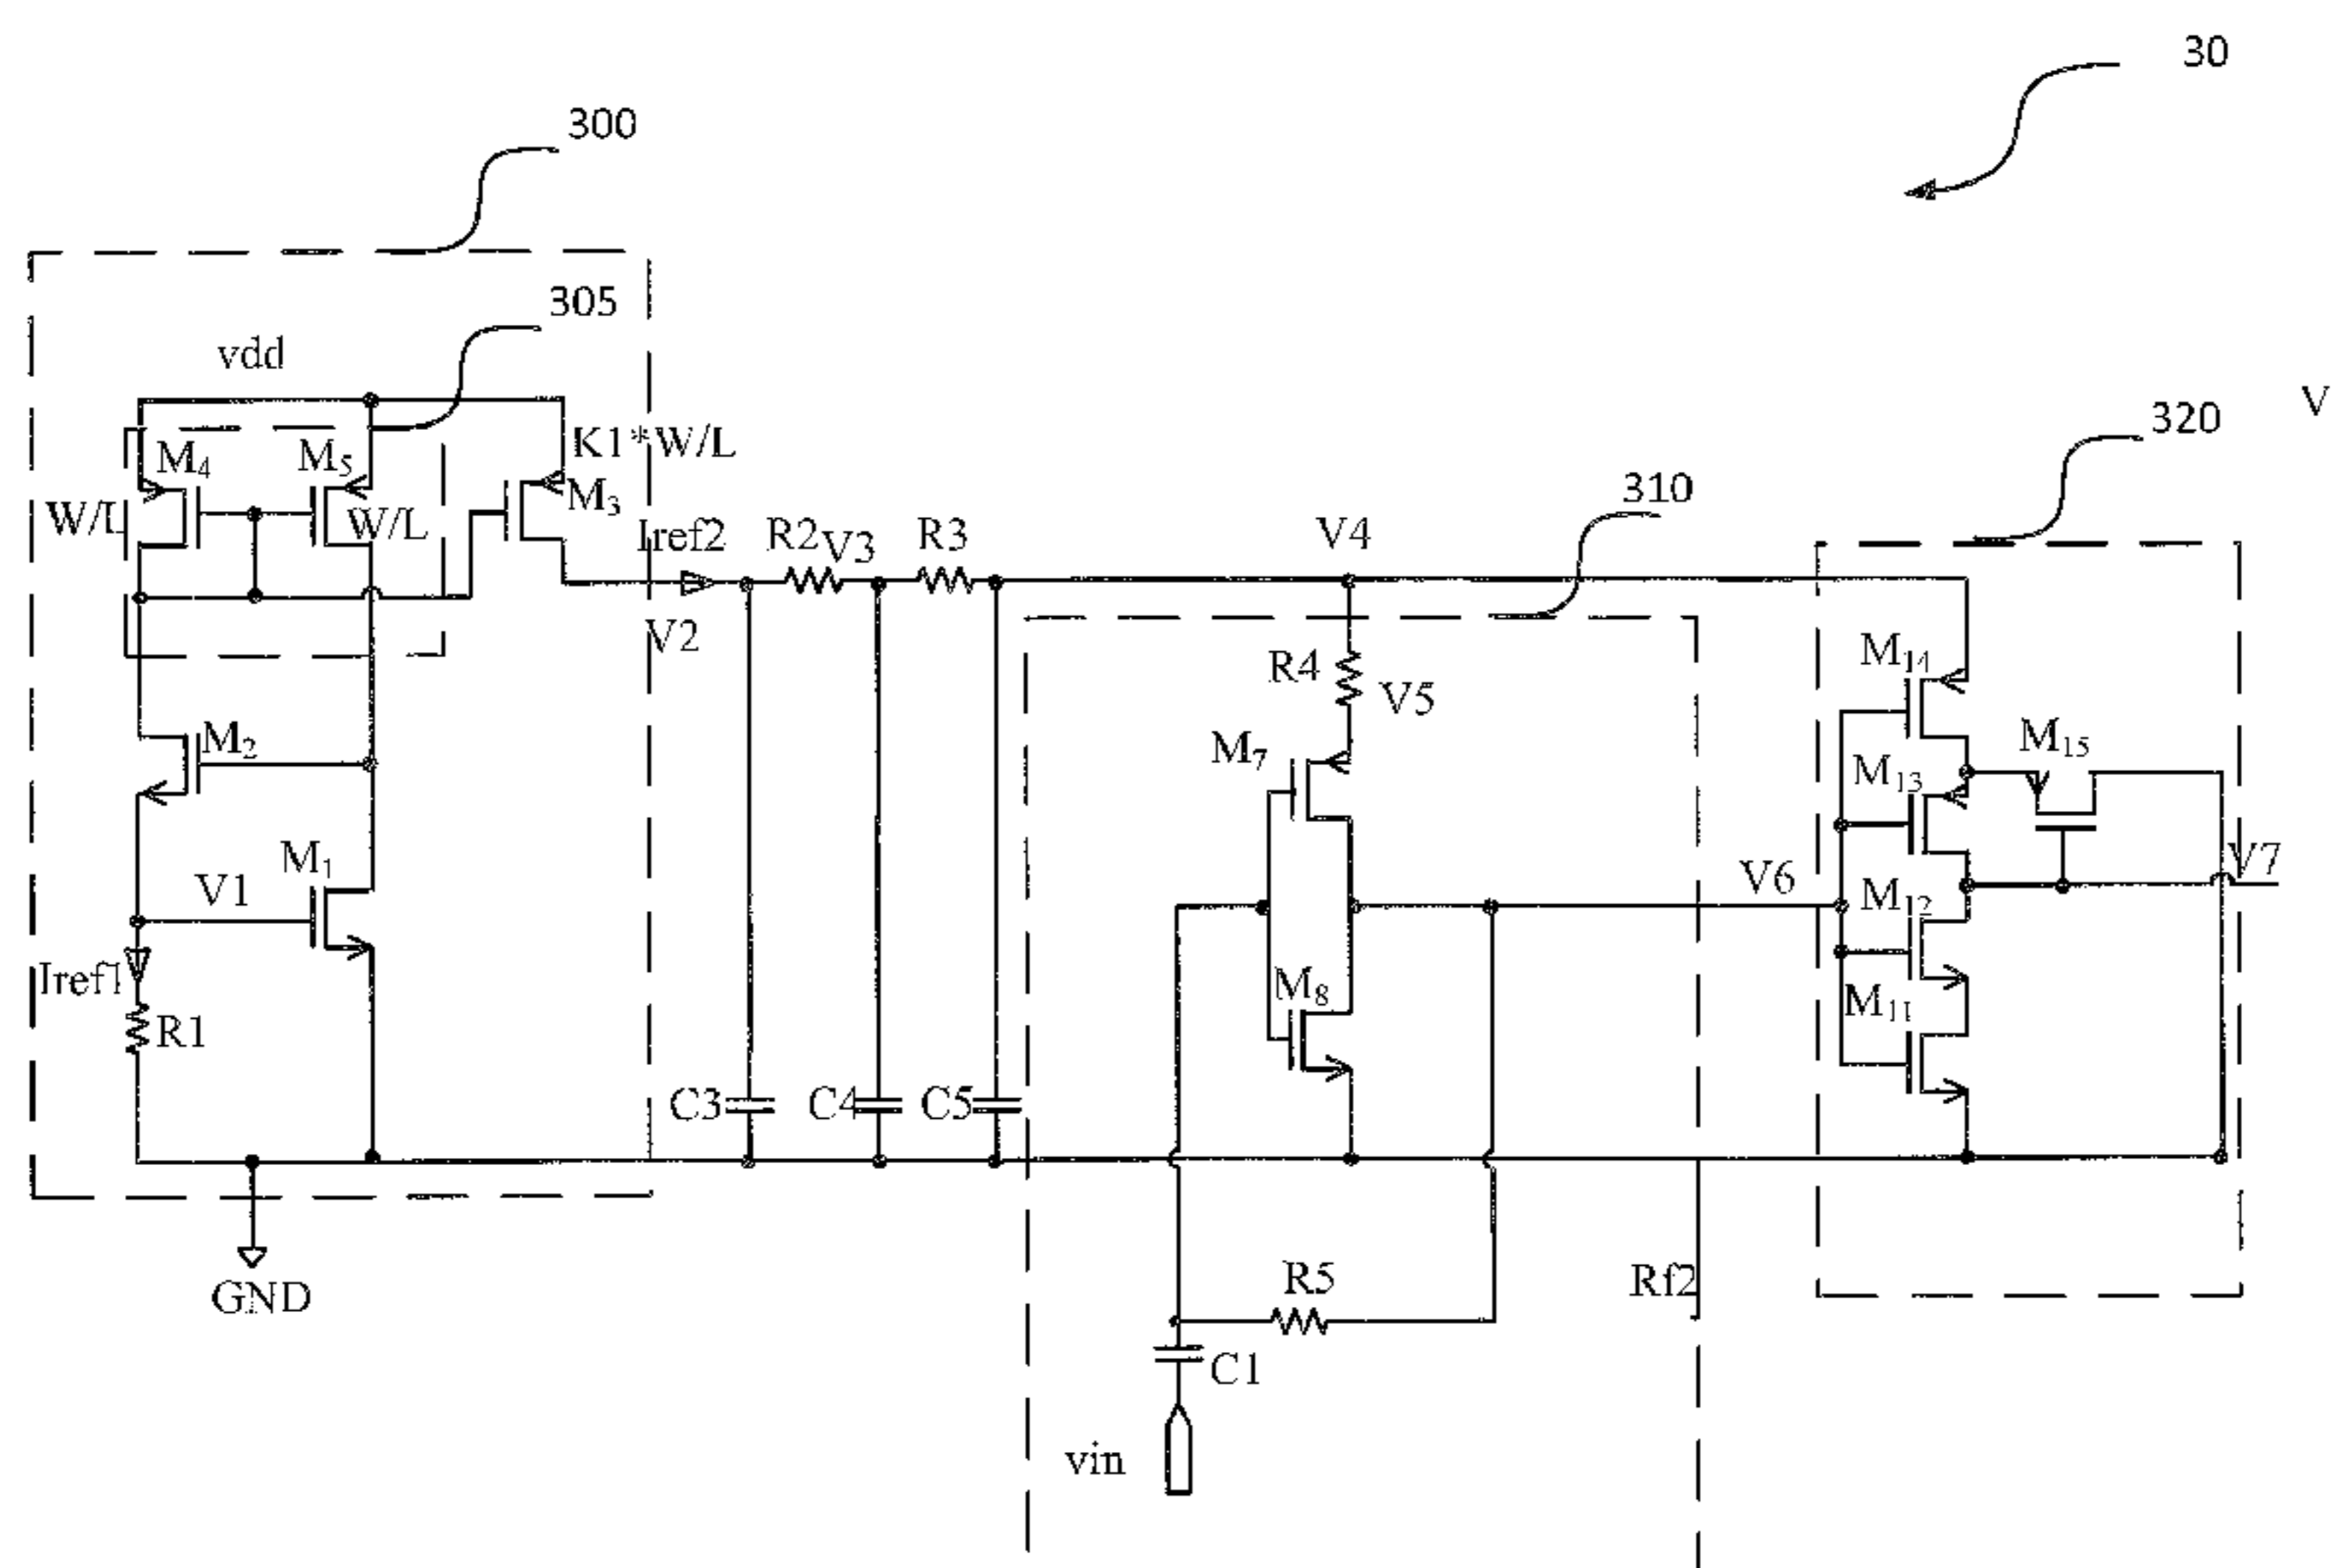 30
300
305
vdd
V
320
K1*W/L
M4
M5
310
M3
W/L
W/L
Iref2
R2
V3
R3
V4
V2
M14
R4
V5
M2
M7
M15
M13
M1
V1
V6
V7
M12
Iref1
M8
M11
R1
C3
C4
C5
GND
R5
Rf2
C1
vin